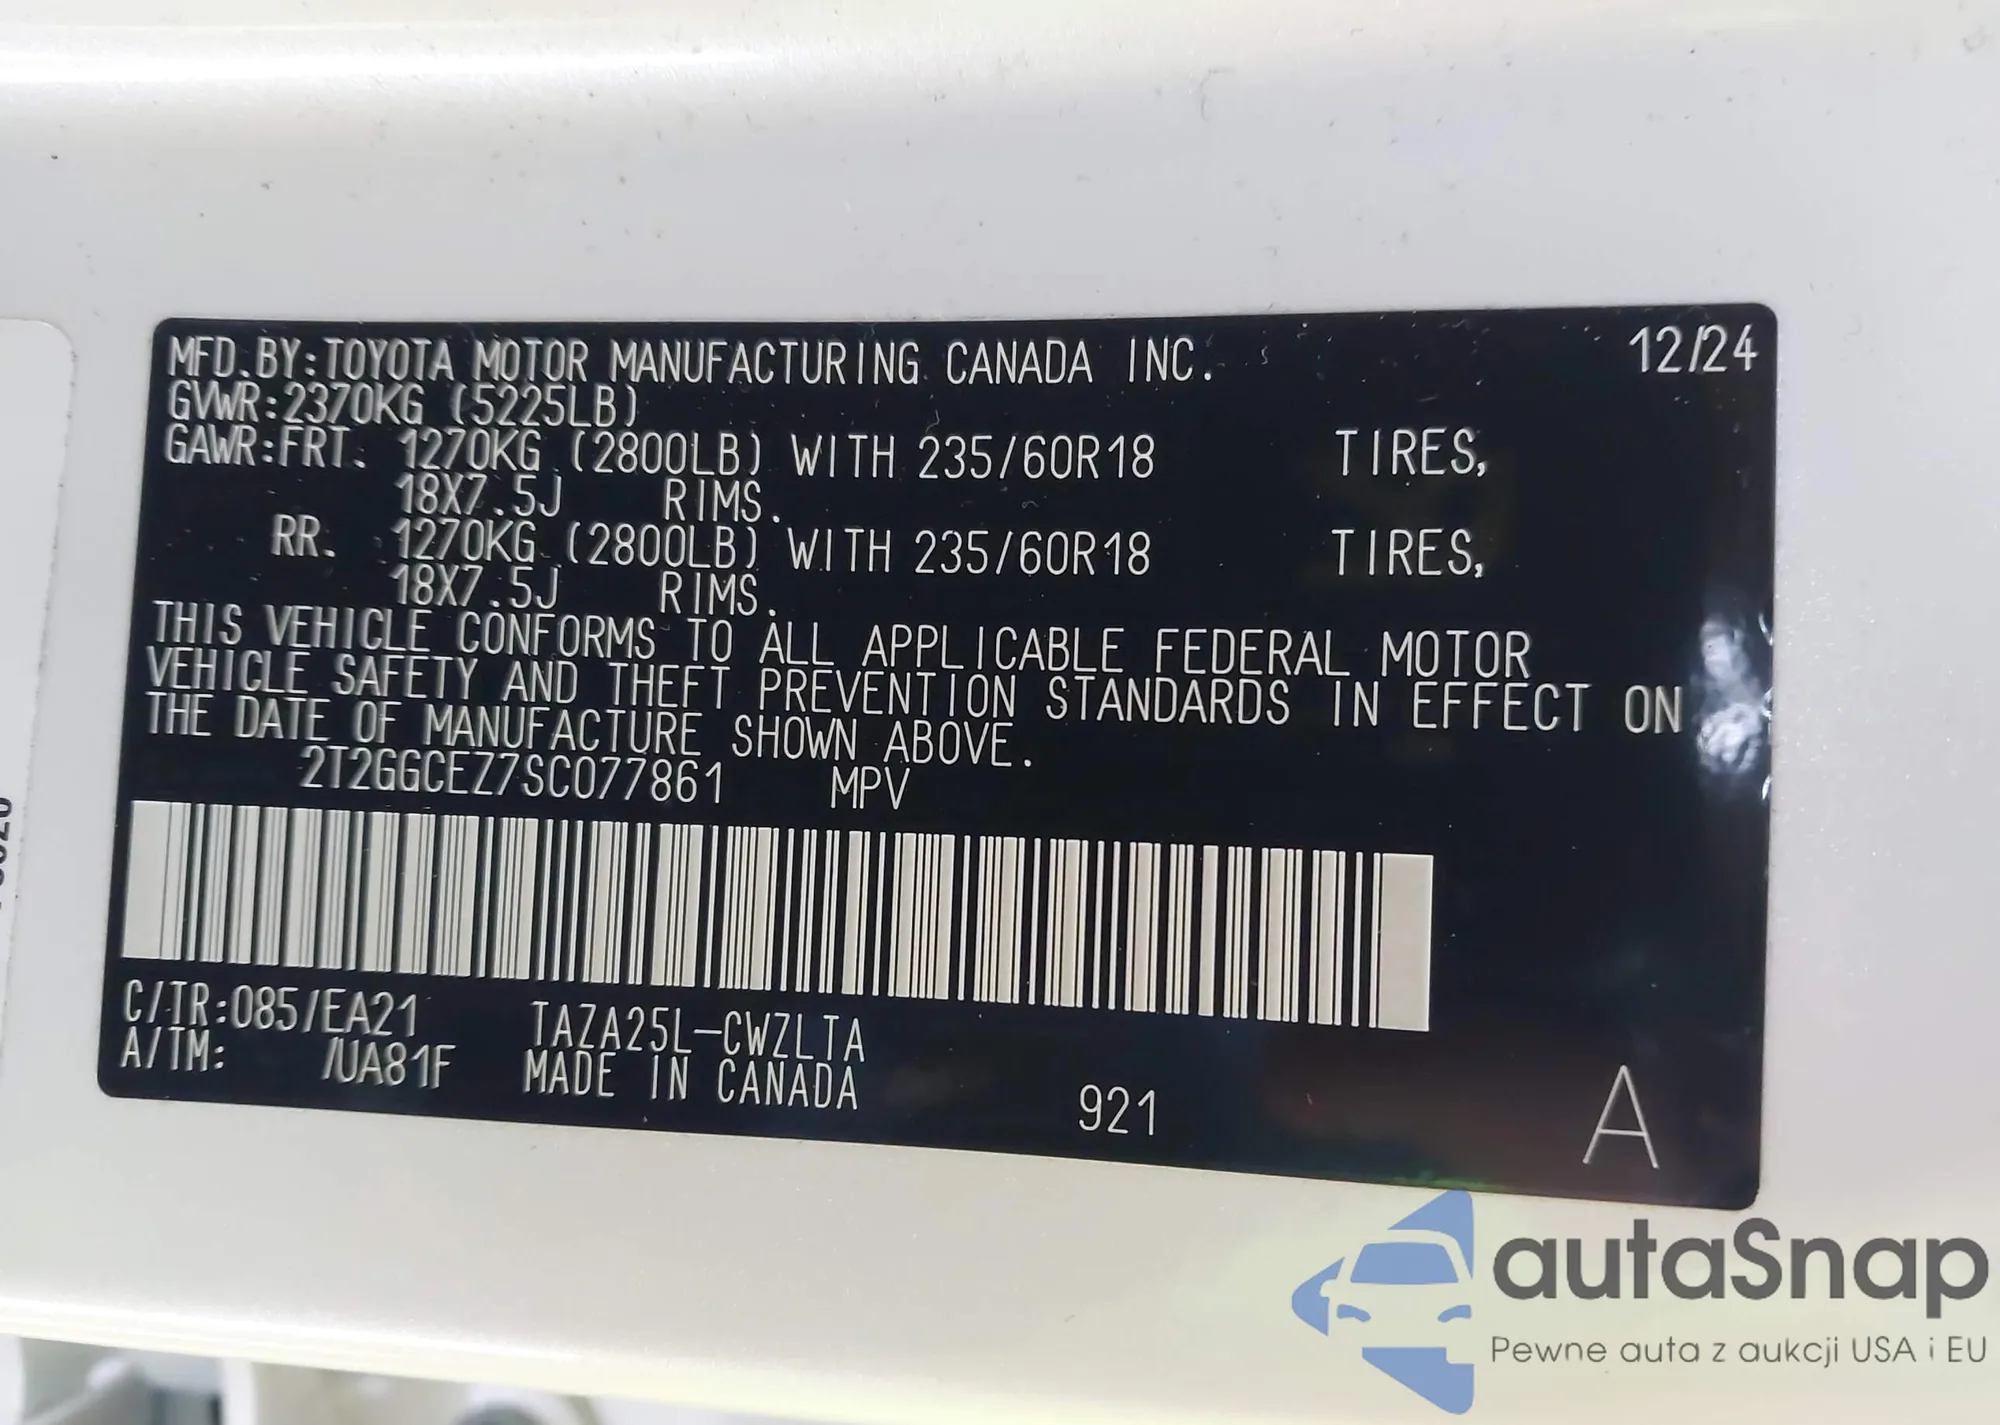 MFD.BY:TOYOTA MOTOR MANUFACTURING CANADA INC. 12/24
GVWR:2370KG (5225LB)
GAWR:FRT. 1270KG (2800LB) WITH 235/60R18 TIRES,
18X7.5J RIMS.
RR. 1270KG (2800LB) WITH 235/60R18 TIRES,
18X7.5J RIMS.
THIS VEHICLE CONFORMS TO ALL APPLICABLE FEDERAL MOTOR
VEHICLE SAFETY AND THEFT PREVENTION STANDARDS IN EFFECT ON
THE DATE OF MANUFACTURE SHOWN ABOVE.
2T2GGCEZ7SC077861 MPV
C/TR:085/EA21 TAZA25L-CWZLTA
A/TM: /UA81F MADE IN CANADA 921 A
autaSnap
Pewne auta z aukcji USA i EU